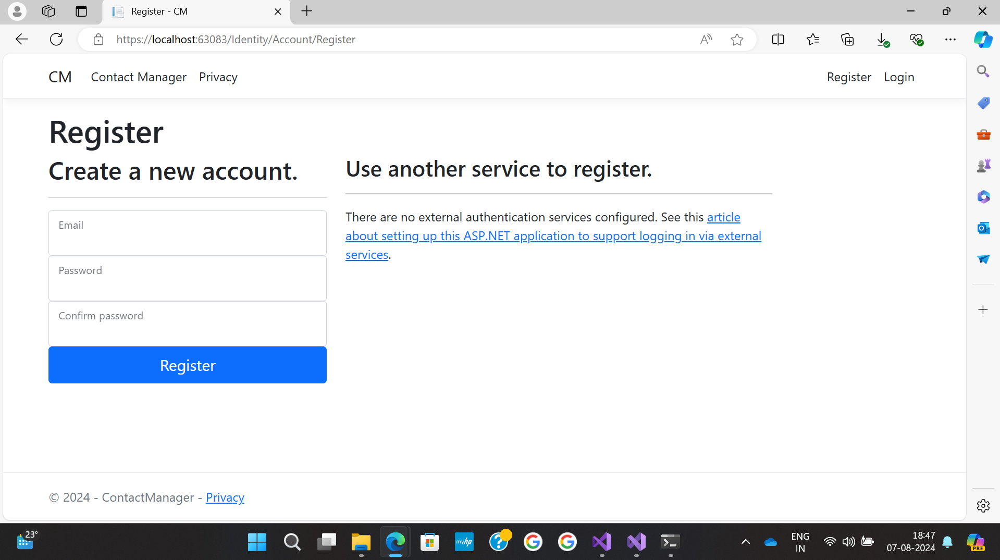 Register - CM
https://localhost:63083/Identity/Account/Register
CM Contact Manager Privacy Register Login
Register
Create a new account.
Email
Password
Confirm password
Register
Use another service to register.
There are no external authentication services configured. See this article
about setting up this ASP.NET application to support logging in via external
services.
© 2024 - ContactManager - Privacy
23°
myhp
ENG
IN
18:47
07-08-2024
PRE